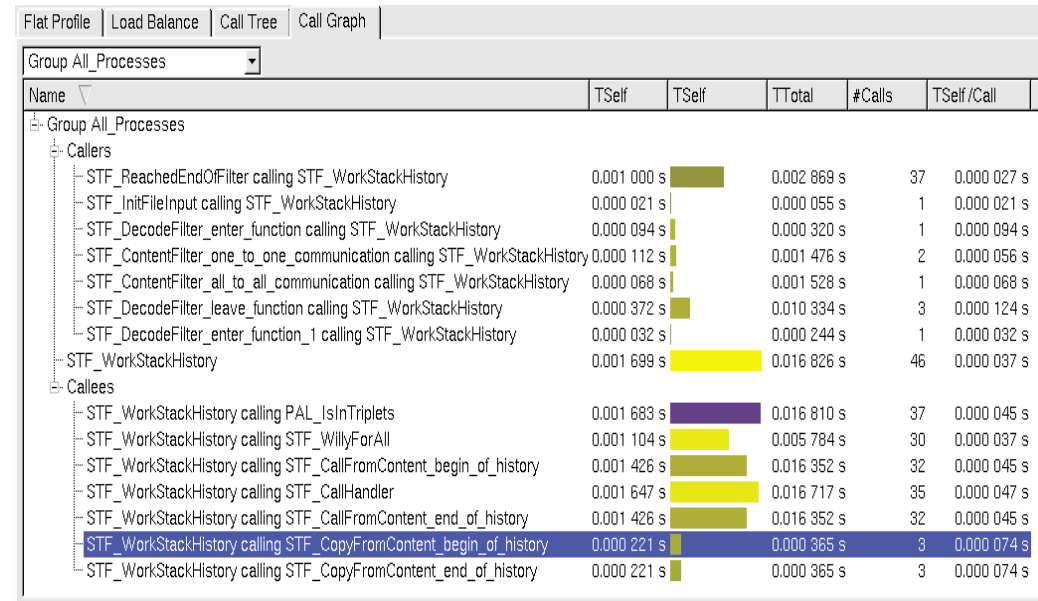 Flat Profile Load Balance Call Tree Call Graph
Group All_Processes
Name TSelf TSelf TTotal #Calls TSelf/Call
Group All_Processes
Callers
STF_ReachedEndOfFilter calling STF_WorkStackHistory 0.001 000 s 0.002 869 s 37 0.000 027 s
STF_InitFileInput calling STF_WorkStackHistory 0.000 021 s 0.000 055 s 1 0.000 021 s
STF_DecodeFilter_enter_function calling STF_WorkStackHistory 0.000 094 s 0.000 320 s 1 0.000 094 s
STF_ContentFilter_one_to_one_communication calling STF_WorkStackHistory 0.000 112 s 0.001 476 s 2 0.000 056 s
STF_ContentFilter_all_to_all_communication calling STF_WorkStackHistory 0.000 068 s 0.001 528 s 1 0.000 068 s
STF_DecodeFilter_leave_function calling STF_WorkStackHistory 0.000 372 s 0.010 334 s 3 0.000 124 s
STF_DecodeFilter_enter_function_1 calling STF_WorkStackHistory 0.000 032 s 0.000 244 s 1 0.000 032 s
STF_WorkStackHistory 0.001 699 s 0.016 826 s 46 0.000 037 s
Callees
STF_WorkStackHistory calling PAL_IsInTriplets 0.001 683 s 0.016 810 s 37 0.000 045 s
STF_WorkStackHistory calling STF_WillyForAll 0.001 104 s 0.005 784 s 30 0.000 037 s
STF_WorkStackHistory calling STF_CallFromContent_begin_of_history 0.001 426 s 0.016 352 s 32 0.000 045 s
STF_WorkStackHistory calling STF_CallHandler 0.001 647 s 0.016 717 s 35 0.000 047 s
STF_WorkStackHistory calling STF_CallFromContent_end_of_history 0.001 426 s 0.016 352 s 32 0.000 045 s
STF_WorkStackHistory calling STF_CopyFromContent_begin_of_history 0.000 221 s 0.000 365 s 3 0.000 074 s
STF_WorkStackHistory calling STF_CopyFromContent_end_of_history 0.000 221 s 0.000 365 s 3 0.000 074 s